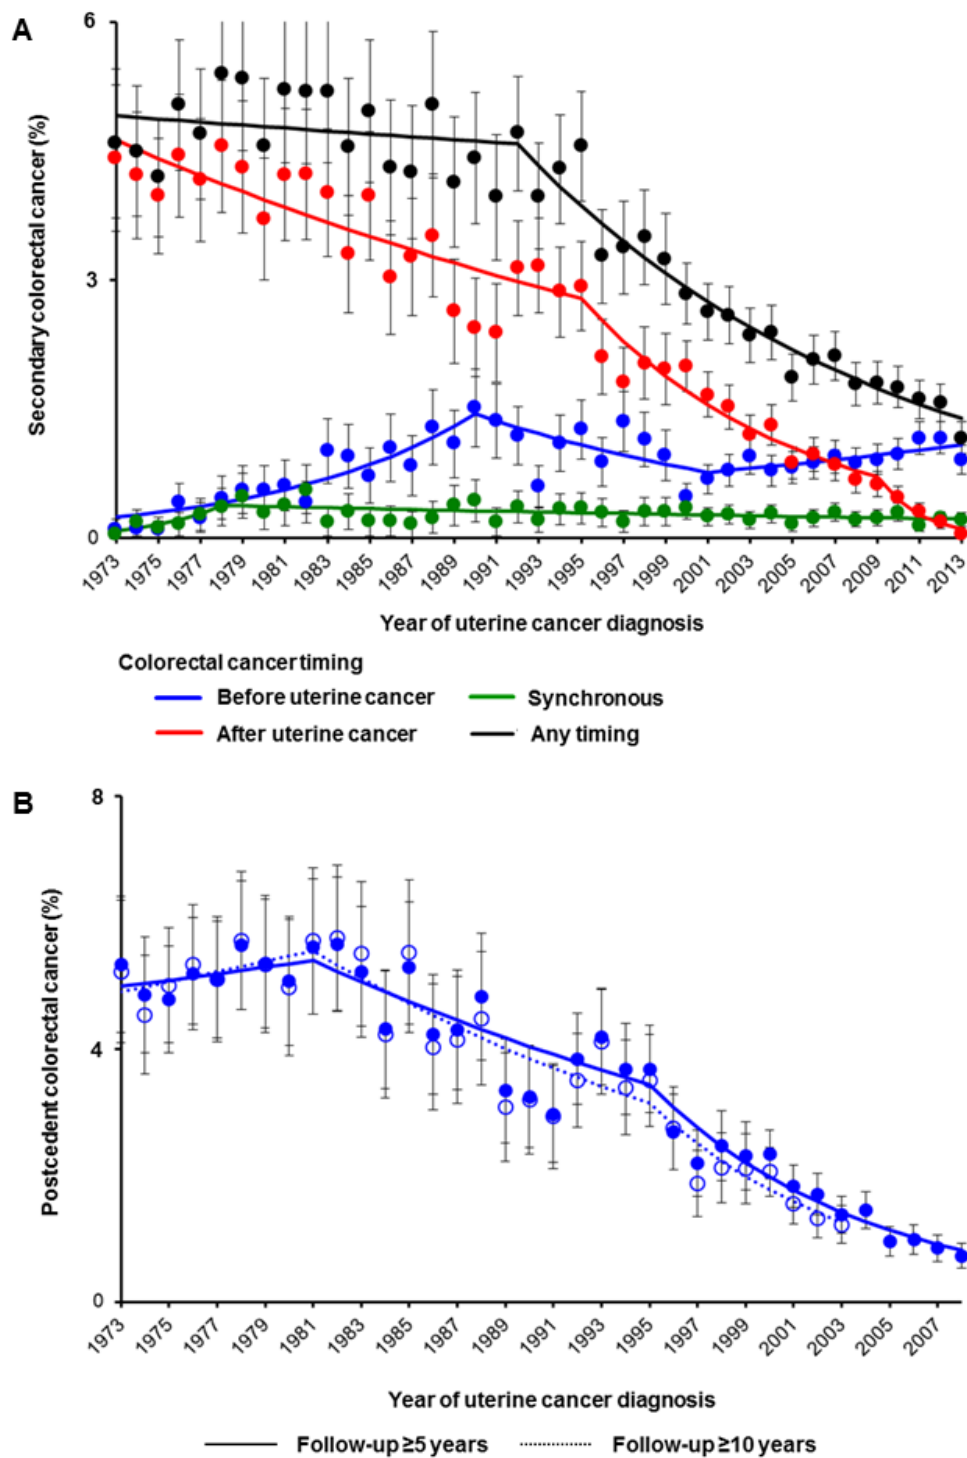 A
6
Secondary colorectal cancer (%)
3
0
1973 1975 1977 1979 1981 1983 1985 1987 1989 1991 1993 1995 1997 1999 2001 2003 2005 2007 2009 2011 2013
Year of uterine cancer diagnosis
Colorectal cancer timing
Before uterine cancer Synchronous
After uterine cancer Any timing
B
8
Postcedent colorectal cancer (%)
4
0
1973 1975 1977 1979 1981 1983 1985 1987 1989 1991 1993 1995 1997 1999 2001 2003 2005 2007
Year of uterine cancer diagnosis
Follow-up ≥5 years Follow-up ≥10 years